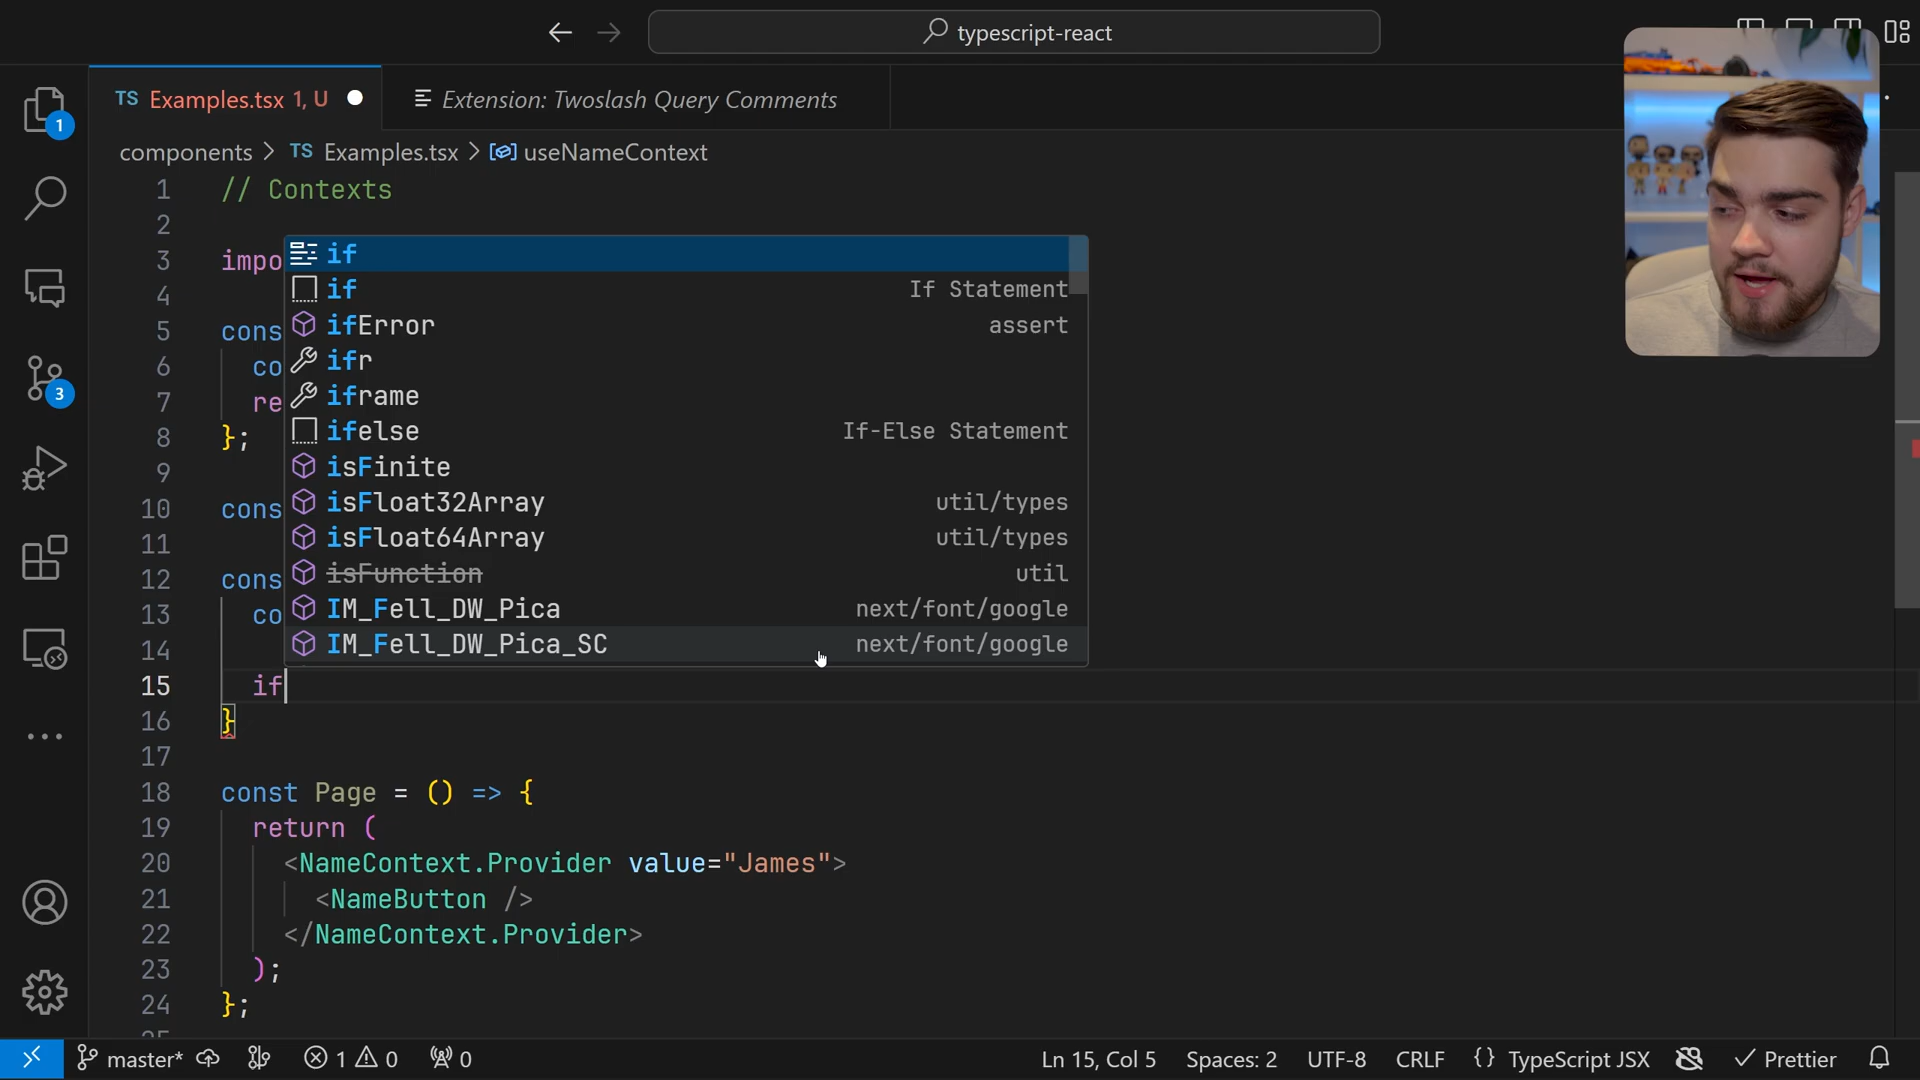 typescript-react
TS Examples.tsx 1, U
Extension: Twoslash Query Comments
components > TS Examples.tsx > useNameContext
1 // Contexts
2
3 impo
4
5 cons
6 co
7 re
8 };
9
10 cons
11
12 cons
13 co
14
15 if
16 }
17
18 const Page = () => {
19 return (
20 <NameContext.Provider value="James">
21 <NameButton />
22 </NameContext.Provider>
23 );
24 };
25
if
if If Statement
ifError assert
ifr
iframe
ifelse If-Else Statement
isFinite
isFloat32Array util/types
isFloat64Array util/types
isFunction util
IM_Fell_DW_Pica next/font/google
IM_Fell_DW_Pica_SC next/font/google
1
3
master* 1 0 0 Ln 15, Col 5 Spaces: 2 UTF-8 CRLF {} TypeScript JSX Prettier